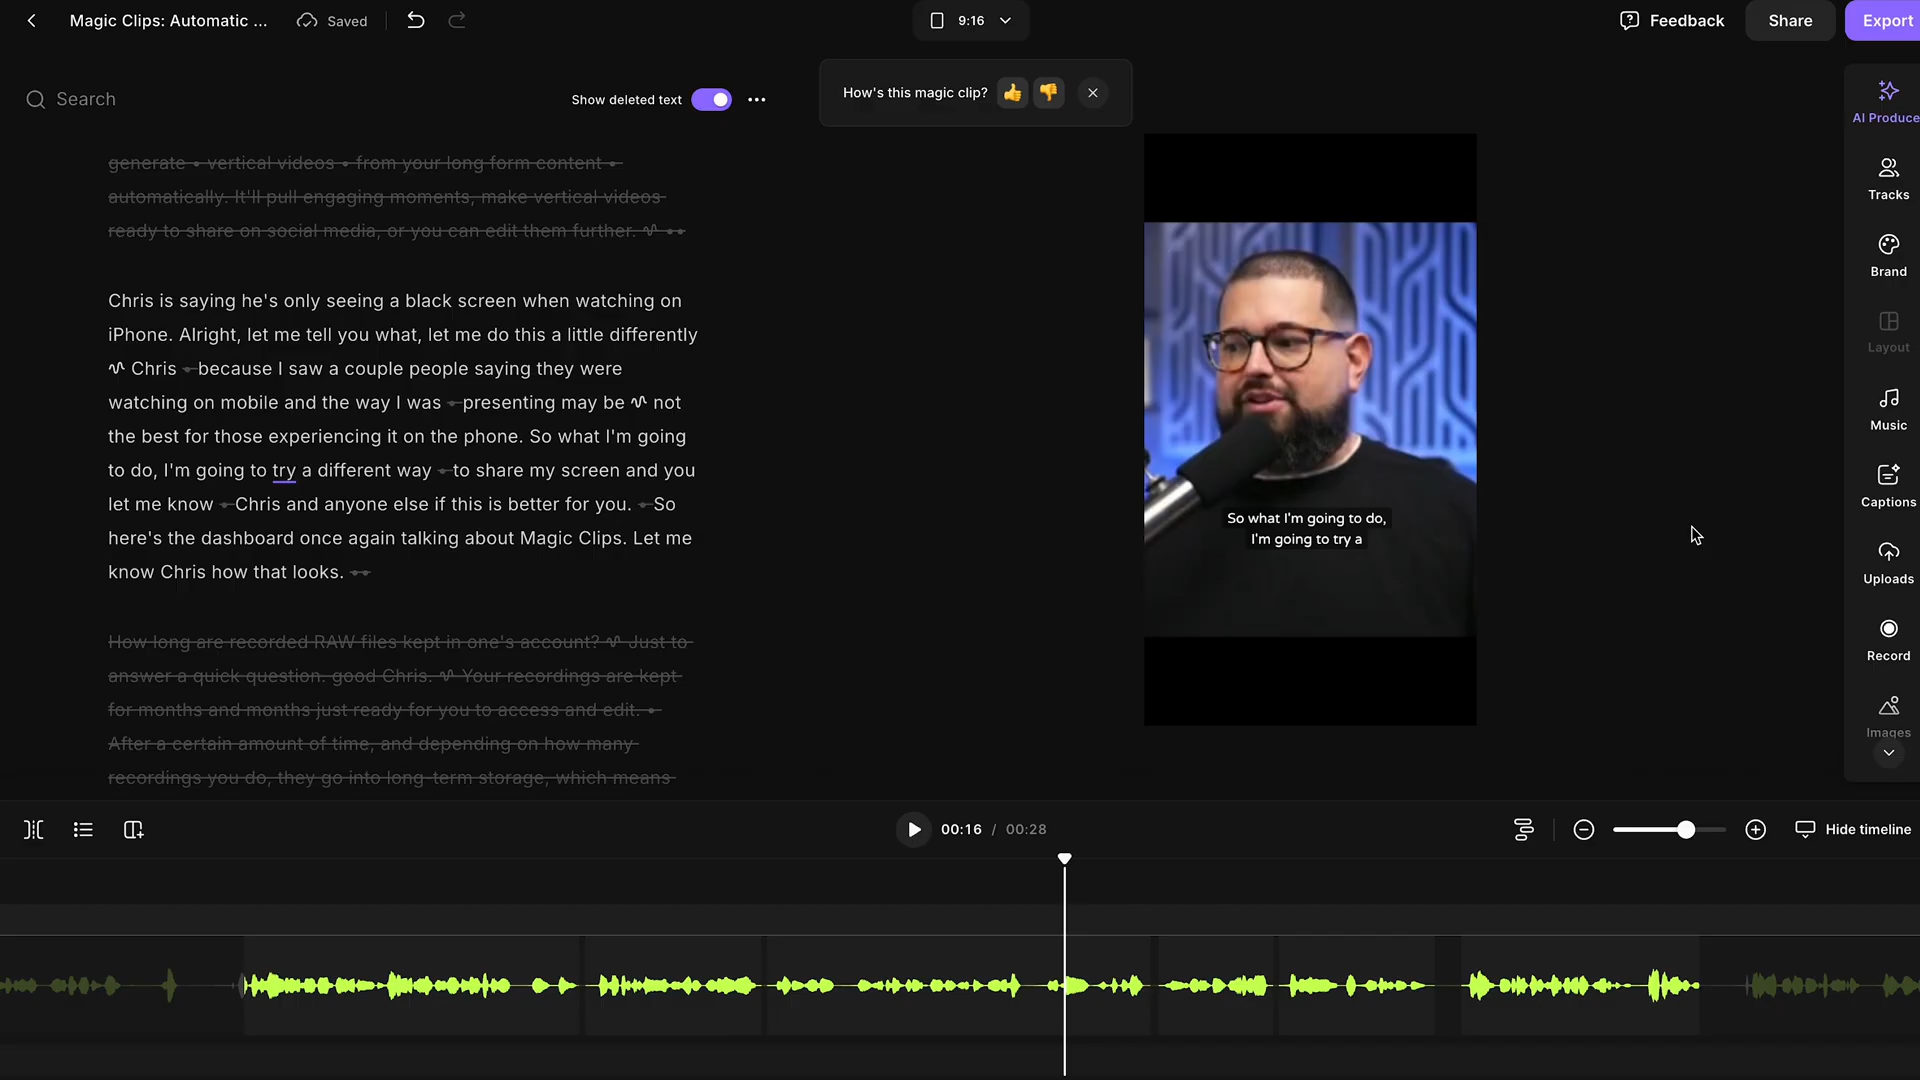 Magic Clips: Automatic ...
Saved
9:16
Feedback
Share
Export
Search
Show deleted text
How's this magic clip?
generate • vertical videos • from your long form content •
automatically. It'll pull engaging moments, make vertical videos
ready to share on social media, or you can edit them further.
Chris is saying he's only seeing a black screen when watching on
iPhone. Alright, let me tell you what, let me do this a little differently
Chris because I saw a couple people saying they were
watching on mobile and the way I was presenting may be not
the best for those experiencing it on the phone. So what I'm going
to do, I'm going to try a different way to share my screen and you
let me know Chris and anyone else if this is better for you. So
here's the dashboard once again talking about Magic Clips. Let me
know Chris how that looks.
How long are recorded RAW files kept in one's account? Just to
answer a quick question. good Chris. Your recordings are kept
for months and months just ready for you to access and edit. •
After a certain amount of time, and depending on how many
recordings you do, they go into long-term storage, which means
So what I'm going to do,
I'm going to try a
AI Produce
Tracks
Brand
Layout
Music
Captions
Uploads
Record
Images
00:16 / 00:28
Hide timeline